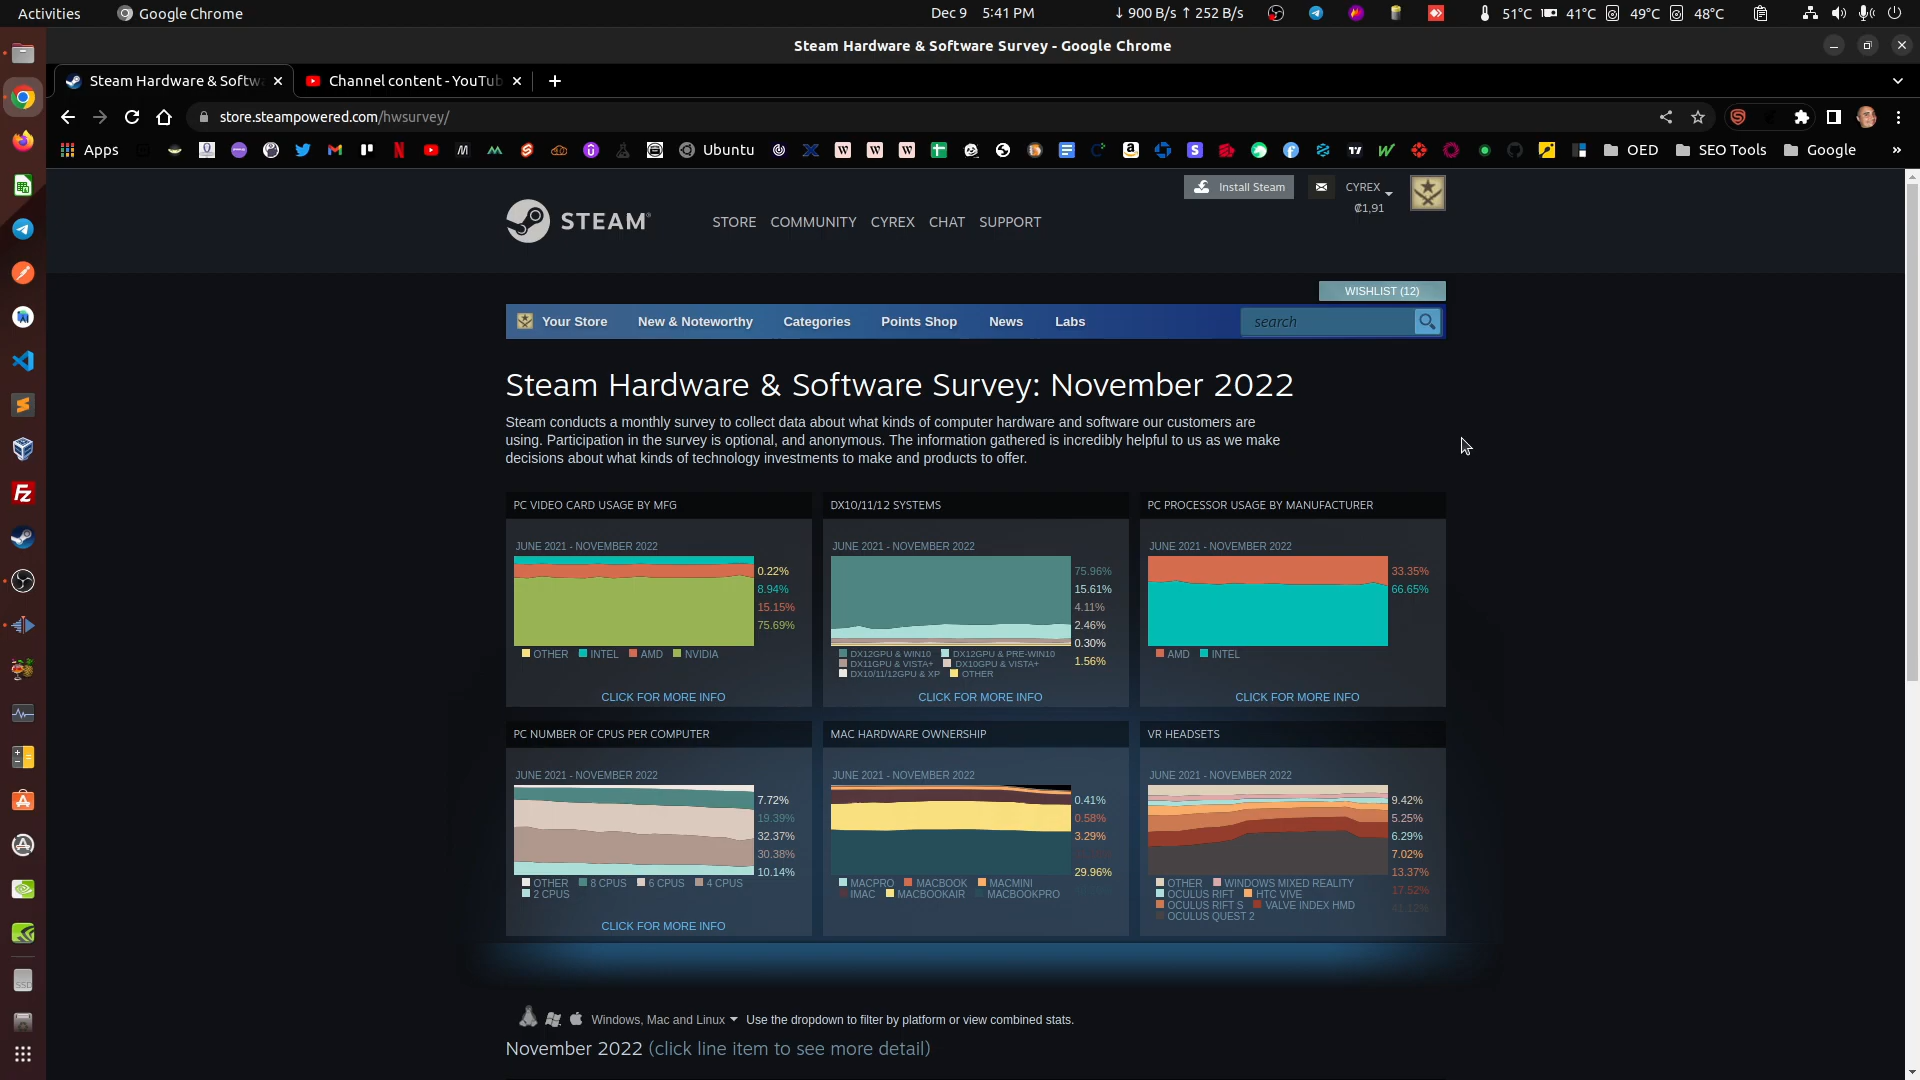 Activities
Google Chrome
Dec 9 5:41 PM
↓ 900 B/s ↑ 252 B/s
51°C
41°C
49°C
48°C
Steam Hardware & Software Survey - Google Chrome
Steam Hardware & Softw
Channel content - YouTub
store.steampowered.com/hwsurvey/
Apps
Ubuntu
OED
SEO Tools
Google
»
Install Steam
CYREX
₡1,91
STEAM®
STORE
COMMUNITY
CYREX
CHAT
SUPPORT
WISHLIST (12)
Your Store
New & Noteworthy
Categories
Points Shop
News
Labs
search
Steam Hardware & Software Survey: November 2022
Steam conducts a monthly survey to collect data about what kinds of computer hardware and software our customers are
using. Participation in the survey is optional, and anonymous. The information gathered is incredibly helpful to us as we make
decisions about what kinds of technology investments to make and products to offer.
PC VIDEO CARD USAGE BY MFG
JUNE 2021 - NOVEMBER 2022
0.22%
8.94%
15.15%
75.69%
OTHER INTEL AMD NVIDIA
CLICK FOR MORE INFO
DX10/11/12 SYSTEMS
JUNE 2021 - NOVEMBER 2022
75.96%
15.61%
4.11%
2.46%
0.30%
1.56%
DX12GPU & WIN10 DX12GPU & PRE-WIN10
DX11GPU & VISTA+ DX10GPU & VISTA+
DX10/11/12GPU & XP OTHER
CLICK FOR MORE INFO
PC PROCESSOR USAGE BY MANUFACTURER
JUNE 2021 - NOVEMBER 2022
33.35%
66.65%
AMD INTEL
CLICK FOR MORE INFO
PC NUMBER OF CPUS PER COMPUTER
JUNE 2021 - NOVEMBER 2022
7.72%
19.39%
32.37%
30.38%
10.14%
OTHER 8 CPUS 6 CPUS 4 CPUS
2 CPUS
CLICK FOR MORE INFO
MAC HARDWARE OWNERSHIP
JUNE 2021 - NOVEMBER 2022
0.41%
0.58%
3.29%
29.96%
MACPRO MACBOOK MACMINI
IMAC MACBOOKAIR MACBOOKPRO
VR HEADSETS
JUNE 2021 - NOVEMBER 2022
9.42%
5.25%
6.29%
7.02%
13.37%
17.52%
41.12%
OTHER WINDOWS MIXED REALITY
OCULUS RIFT HTC VIVE
OCULUS RIFT S VALVE INDEX HMD
OCULUS QUEST 2
Windows, Mac and Linux Use the dropdown to filter by platform or view combined stats.
November 2022 (click line item to see more detail)